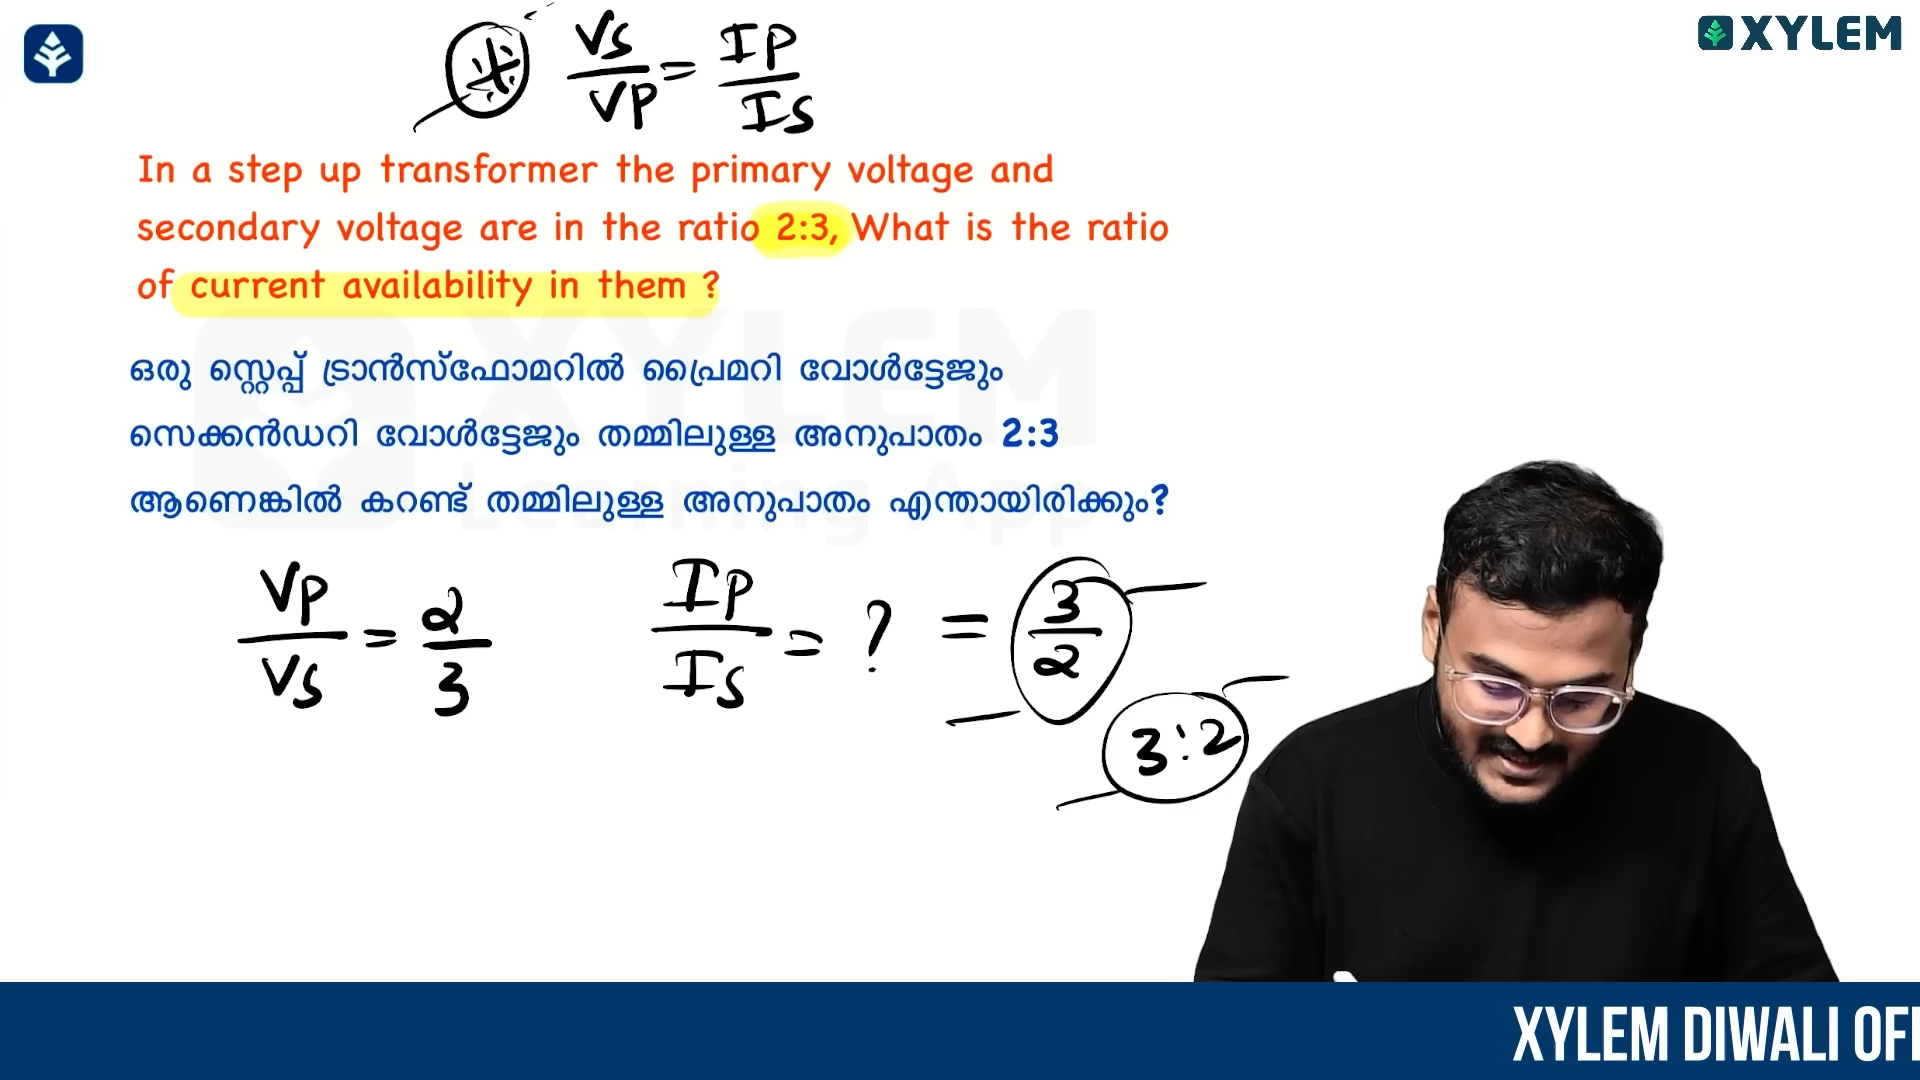 XYLEM
Vs/Vp = Ip/Is
In a step up transformer the primary voltage and
secondary voltage are in the ratio 2:3, What is the ratio
of current availability in them ?
ഒരു സ്റ്റെപ്പ് ട്രാൻസ്ഫോമറിൽ പ്രൈമറി വോൾട്ടേജും
സെക്കൻഡറി വോൾട്ടേജും തമ്മിലുള്ള അനുപാതം 2:3
ആണെങ്കിൽ കറണ്ട് തമ്മിലുള്ള അനുപാതം എന്തായിരിക്കും?
XYLEM
Learning App
Vp/Vs = 2/3
Ip/Is = ? = 3/2
3:2
XYLEM DIWALI OF